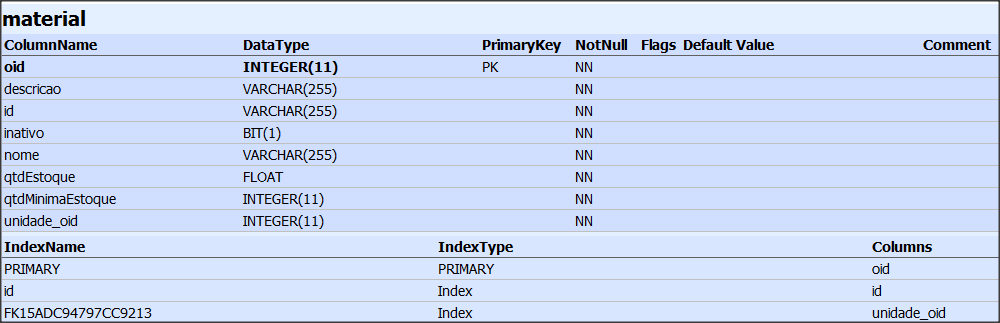 material
ColumnName DataType PrimaryKey NotNull Flags Default Value Comment
oid INTEGER(11) PK NN
descricao VARCHAR(255) NN
id VARCHAR(255) NN
inativo BIT(1) NN
nome VARCHAR(255) NN
qtdEstoque FLOAT NN
qtdMinimaEstoque INTEGER(11) NN
unidade_oid INTEGER(11) NN
IndexName IndexType Columns
PRIMARY PRIMARY oid
id Index id
FK15ADC94797CC9213 Index unidade_oid